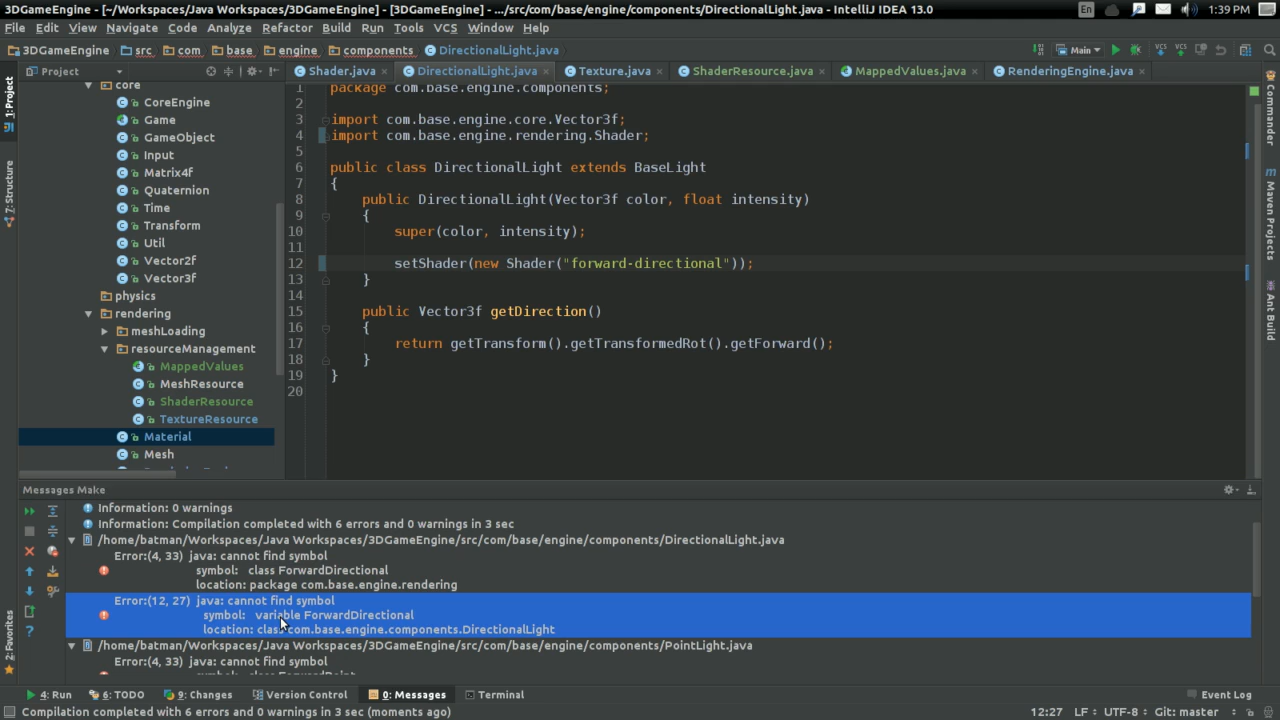 3DGameEngine - [~/Workspaces/Java Workspaces/3DGameEngine] - [3DGameEngine] - .../src/com/base/engine/components/DirectionalLight.java - IntelliJ IDEA 13.0
En 1:39 PM
File Edit View Navigate Code Analyze Refactor Build Run Tools VCS Window Help
3DGameEngine src com base engine components DirectionalLight.java Main
Project Shader.java DirectionalLight.java Texture.java ShaderResource.java MappedValues.java RenderingEngine.java
1: Project
7: Structure
2: Favorites
core
CoreEngine
Game
GameObject
Input
Matrix4f
Quaternion
Time
Transform
Util
Vector2f
Vector3f
physics
rendering
meshLoading
resourceManagement
MappedValues
MeshResource
ShaderResource
TextureResource
Material
Mesh
1 package com.base.engine.components;
2
3 import com.base.engine.core.Vector3f;
4 import com.base.engine.rendering.Shader;
5
6 public class DirectionalLight extends BaseLight
7 {
8 public DirectionalLight(Vector3f color, float intensity)
9 {
10 super(color, intensity);
11
12 setShader(new Shader("forward-directional"));
13 }
14
15 public Vector3f getDirection()
16 {
17 return getTransform().getTransformedRot().getForward();
18 }
19 }
20
Commander
Maven Projects
Ant Build
Messages Make
Information: 0 warnings
Information: Compilation completed with 6 errors and 0 warnings in 3 sec
/home/batman/Workspaces/Java Workspaces/3DGameEngine/src/com/base/engine/components/DirectionalLight.java
Error:(4, 33) java: cannot find symbol
symbol: class ForwardDirectional
location: package com.base.engine.rendering
Error:(12, 27) java: cannot find symbol
symbol: variable ForwardDirectional
location: class com.base.engine.components.DirectionalLight
/home/batman/Workspaces/Java Workspaces/3DGameEngine/src/com/base/engine/components/PointLight.java
Error:(4, 33) java: cannot find symbol
4: Run 6: TODO 9: Changes Version Control 0: Messages Terminal Event Log
Compilation completed with 6 errors and 0 warnings in 3 sec (moments ago) 12:27 LF UTF-8 Git: master